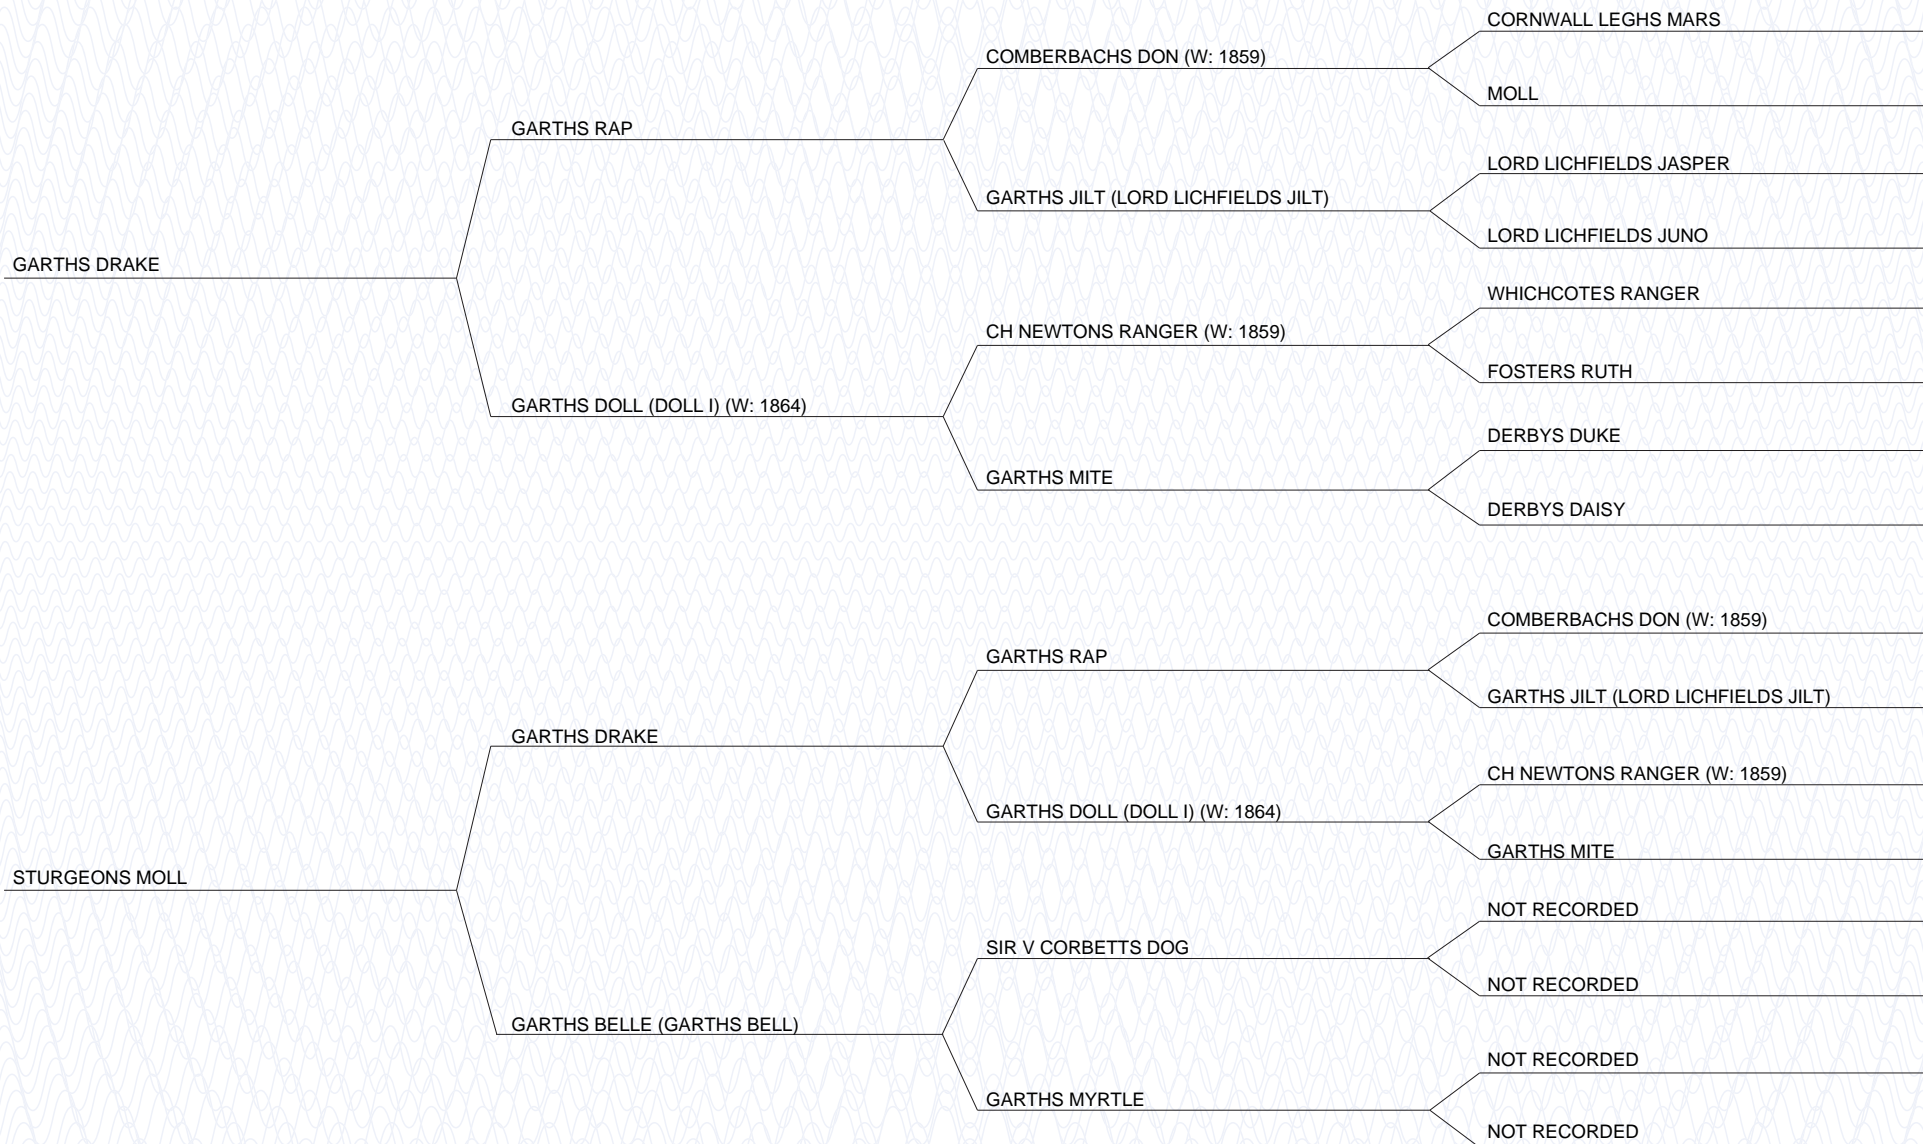 CORNWALL LEGHS MARS
COMBERBACHS DON (W: 1859)
MOLL
GARTHS RAP
LORD LICHFIELDS JASPER
GARTHS JILT (LORD LICHFIELDS JILT)
LORD LICHFIELDS JUNO
GARTHS DRAKE
WHICHCOTES RANGER
CH NEWTONS RANGER (W: 1859)
FOSTERS RUTH
GARTHS DOLL (DOLL I) (W: 1864)
DERBYS DUKE
GARTHS MITE
DERBYS DAISY
COMBERBACHS DON (W: 1859)
GARTHS RAP
GARTHS JILT (LORD LICHFIELDS JILT)
GARTHS DRAKE
CH NEWTONS RANGER (W: 1859)
GARTHS DOLL (DOLL I) (W: 1864)
GARTHS MITE
STURGEONS MOLL
NOT RECORDED
SIR V CORBETTS DOG
NOT RECORDED
GARTHS BELLE (GARTHS BELL)
NOT RECORDED
GARTHS MYRTLE
NOT RECORDED